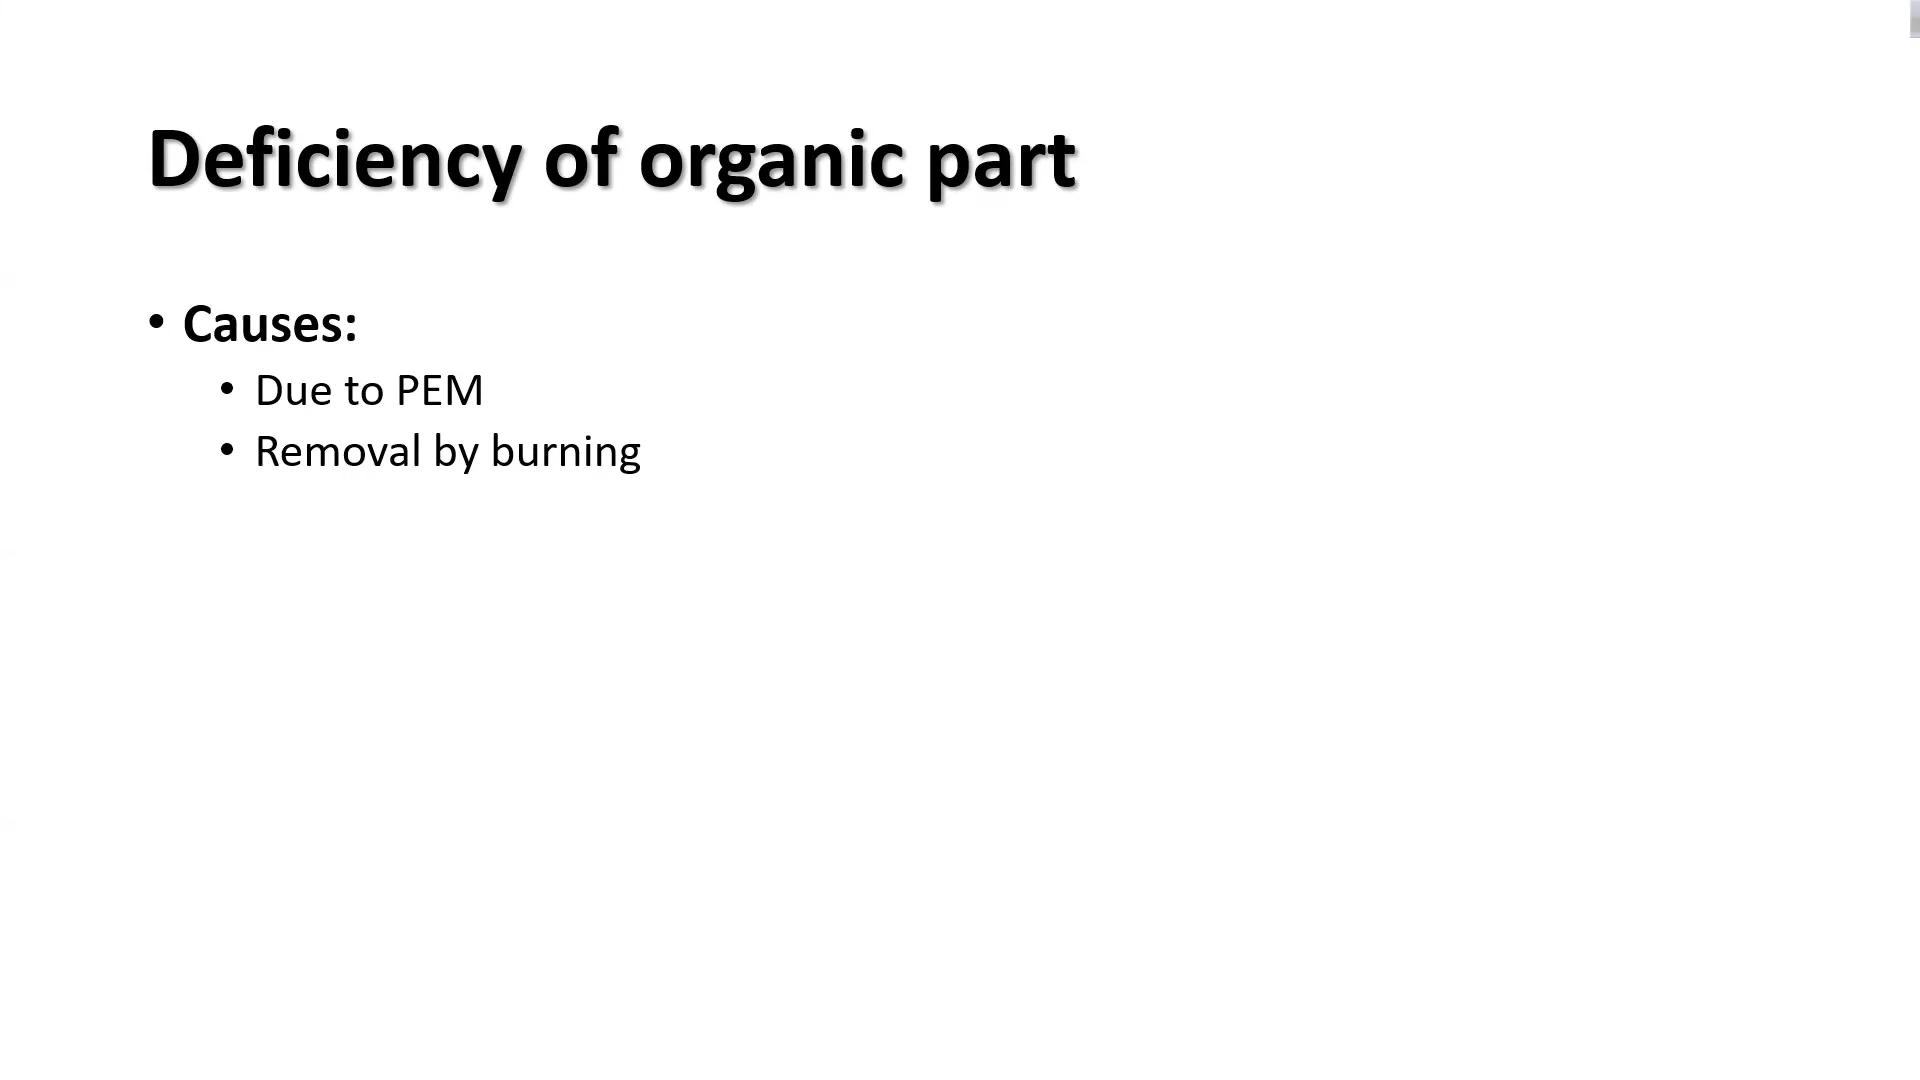 Deficiency of organic part
• Causes:
• Due to PEM
• Removal by burning